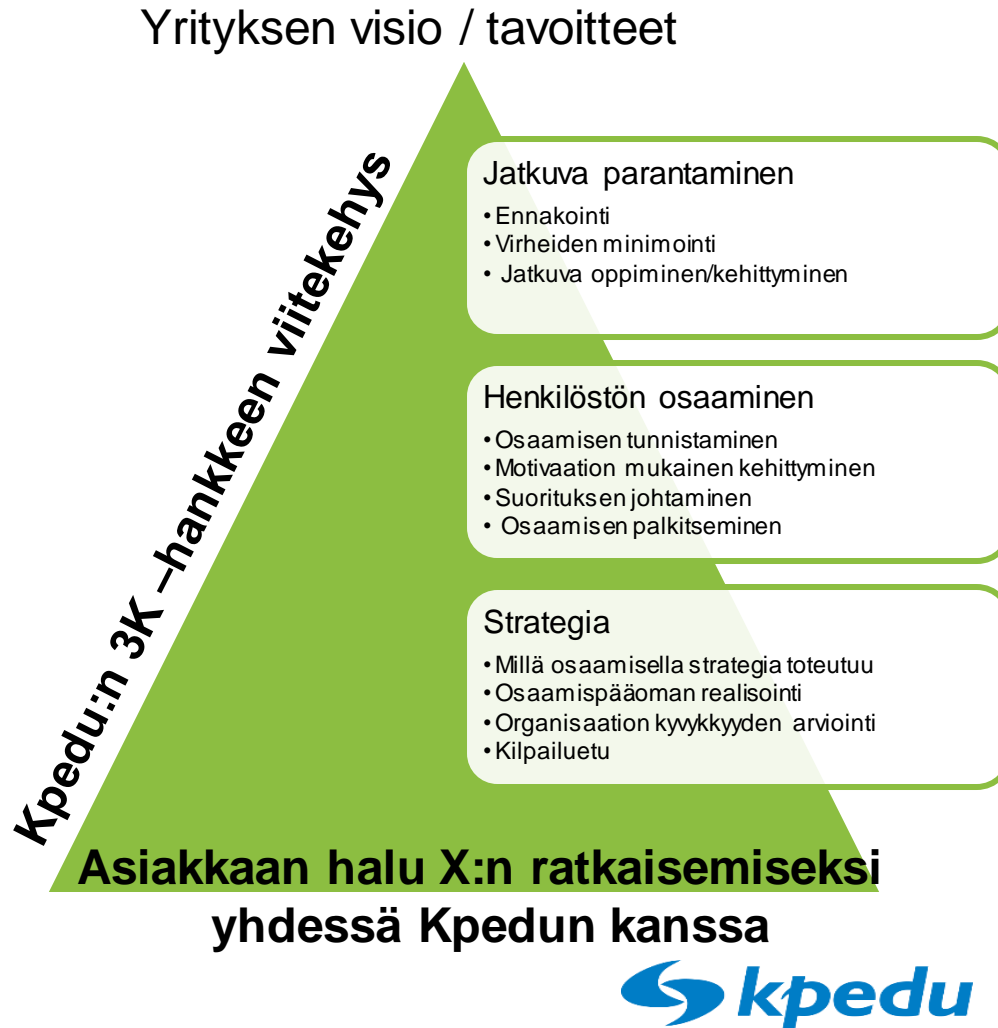 Yrityksen visio / tavoitteet
Kpedu:n 3K –hankkeen viitekehys
Jatkuva parantaminen
• Ennakointi
• Virheiden minimointi
• Jatkuva oppiminen/kehittyminen
Henkilöstön osaaminen
• Osaamisen tunnistaminen
• Motivaation mukainen kehittyminen
• Suorituksen johtaminen
• Osaamisen palkitseminen
Strategia
• Millä osaamisella strategia toteutuu
• Osaamispääoman realisointi
• Organisaation kyvykkyyden arviointi
• Kilpailuetu
Asiakkaan halu X:n ratkaisemiseksi
yhdessä Kpedun kanssa
kpedu